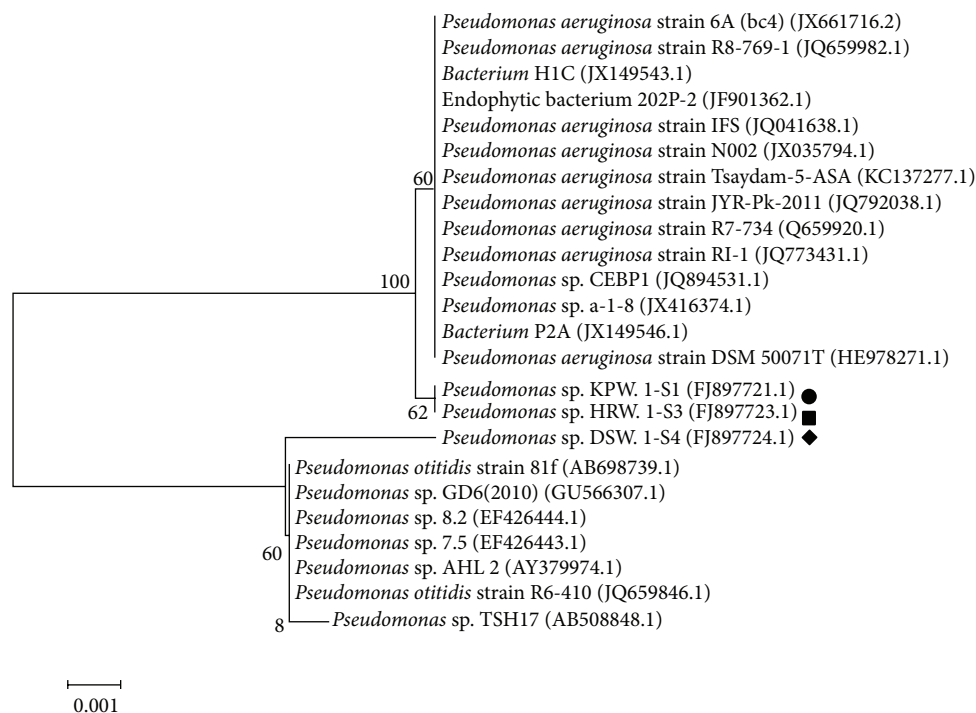 Pseudomonas aeruginosa strain 6A (bc4) (JX661716.2)
Pseudomonas aeruginosa strain R8-769-1 (JQ659982.1)
Bacterium H1C (JX149543.1)
Endophytic bacterium 202P-2 (JF901362.1)
Pseudomonas aeruginosa strain IFS (JQ041638.1)
Pseudomonas aeruginosa strain N002 (JX035794.1)
60
Pseudomonas aeruginosa strain Tsaydam-5-ASA (KC137277.1)
Pseudomonas aeruginosa strain JYR-Pk-2011 (JQ792038.1)
Pseudomonas aeruginosa strain R7-734 (Q659920.1)
Pseudomonas aeruginosa strain RI-1 (JQ773431.1)
100
Pseudomonas sp. CEBP1 (JQ894531.1)
Pseudomonas sp. a-1-8 (JX416374.1)
Bacterium P2A (JX149546.1)
Pseudomonas aeruginosa strain DSM 50071T (HE978271.1)
Pseudomonas sp. KPW. 1-S1 (FJ897721.1)
62
Pseudomonas sp. HRW. 1-S3 (FJ897723.1)
Pseudomonas sp. DSW. 1-S4 (FJ897724.1)
Pseudomonas otitidis strain 81f (AB698739.1)
Pseudomonas sp. GD6(2010) (GU566307.1)
Pseudomonas sp. 8.2 (EF426444.1)
Pseudomonas sp. 7.5 (EF426443.1)
60
Pseudomonas sp. AHL 2 (AY379974.1)
Pseudomonas otitidis strain R6-410 (JQ659846.1)
8
Pseudomonas sp. TSH17 (AB508848.1)
0.001